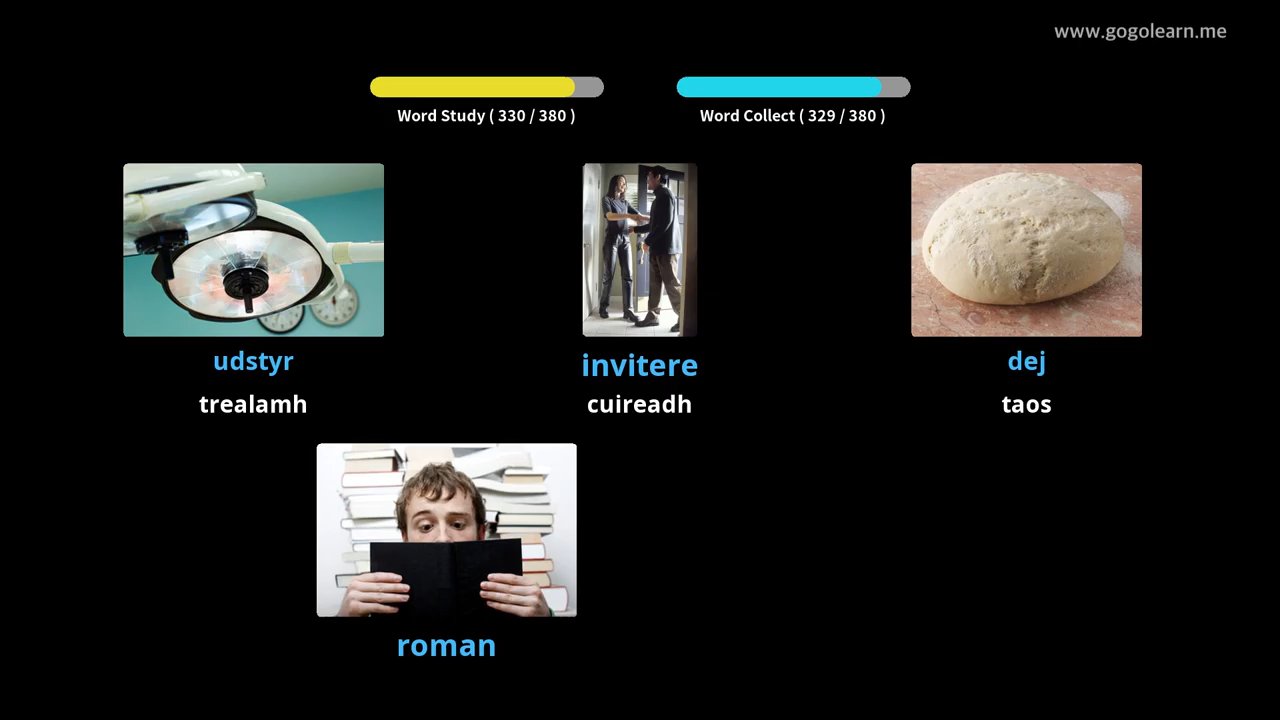 www.gogolearn.me
Word Study ( 330 / 380 )
Word Collect ( 329 / 380 )
udstyr
invitere
dej
trealamh
cuireadh
taos
roman